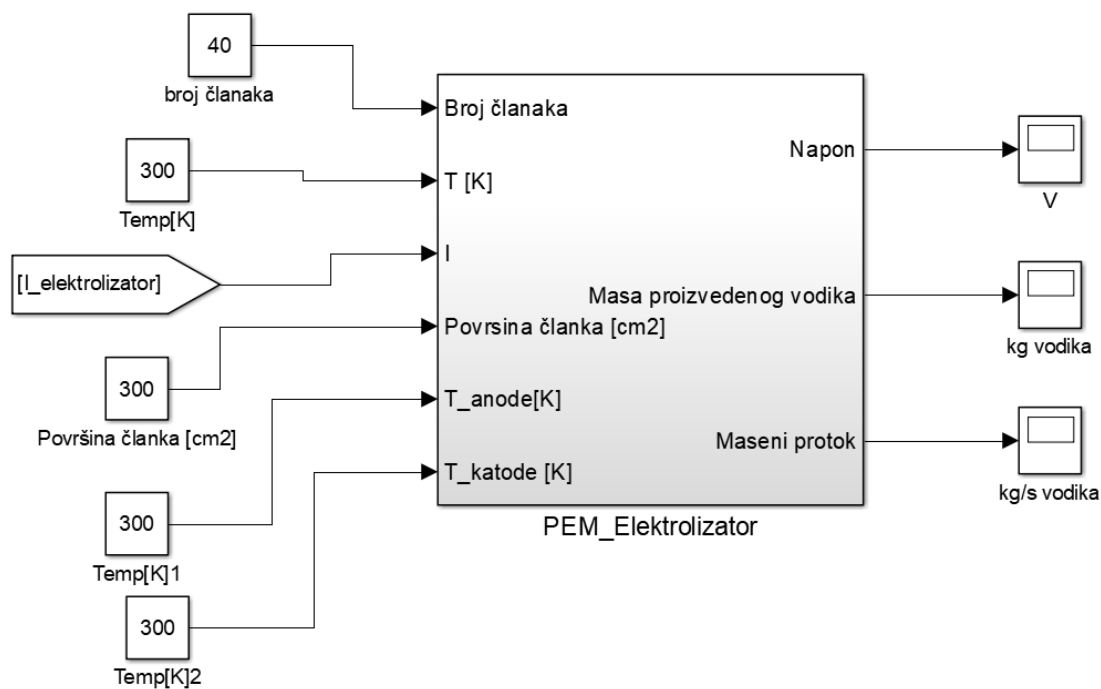 40
broj članaka
300
Temp[K]
[I_elektrolizator]
300
Površina članka [cm2]
300
Temp[K]1
300
Temp[K]2
Broj članaka
T [K]
I
Povrsina članka [cm2]
T_anode[K]
T_katode [K]
Napon
Masa proizvedenog vodika
Maseni protok
PEM_Elektrolizator
V
kg vodika
kg/s vodika